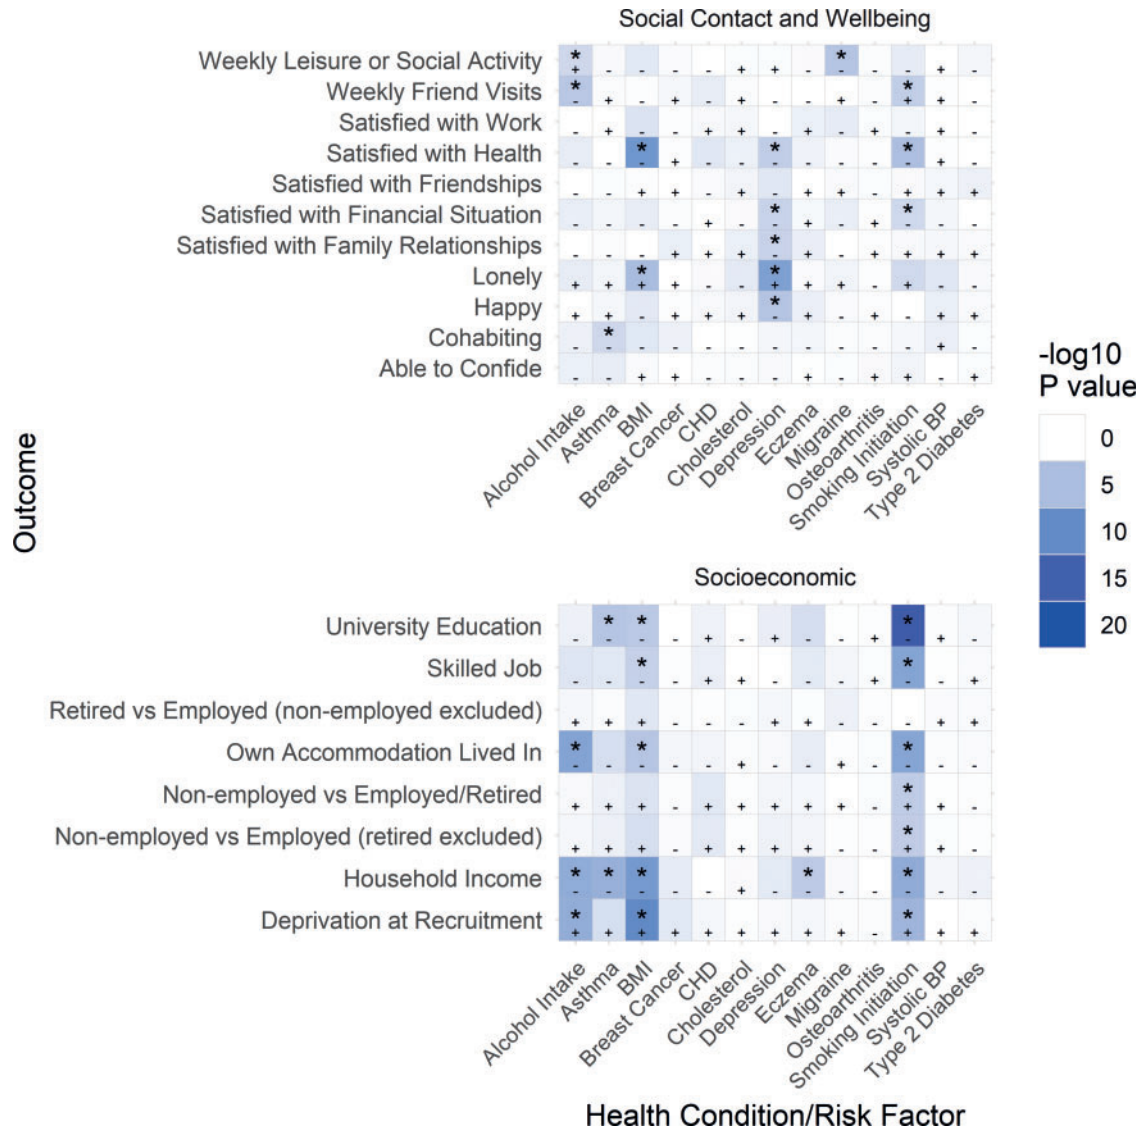 Social Contact and Wellbeing
Weekly Leisure or Social Activity
Weekly Friend Visits
Satisfied with Work
Satisfied with Health
Satisfied with Friendships
Satisfied with Financial Situation
Satisfied with Family Relationships
Lonely
Happy
Cohabiting
Able to Confide
Alcohol Intake
Asthma
BMI
Breast Cancer
CHD
Cholesterol
Depression
Eczema
Migraine
Osteoarthritis
Smoking Initiation
Systolic BP
Type 2 Diabetes
-log10
P value
0
5
10
15
20
Outcome
Socioeconomic
University Education
Skilled Job
Retired vs Employed (non-employed excluded)
Own Accommodation Lived In
Non-employed vs Employed/Retired
Non-employed vs Employed (retired excluded)
Household Income
Deprivation at Recruitment
Alcohol Intake
Asthma
BMI
Breast Cancer
CHD
Cholesterol
Depression
Eczema
Migraine
Osteoarthritis
Smoking Initiation
Systolic BP
Type 2 Diabetes
Health Condition/Risk Factor